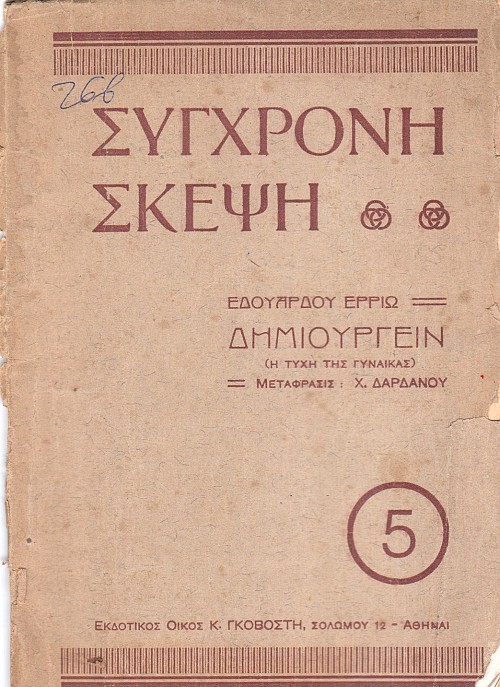 266
ΣΥΓΧΡΟΝΗ
ΣΚΕΨΗ
ΕΔΟΥΑΡΔΟΥ ΕΡΡΙΩ
ΔΗΜΙΟΥΡΓΕΙΝ
(Η ΤΥΧΗ ΤΗΣ ΓΥΝΑΙΚΑΣ)
ΜΕΤΑΦΡΑΣΙΣ : Χ. ΔΑΡΔΑΝΟΥ
5
ΕΚΔΟΤΙΚΟΣ ΟΙΚΟΣ Κ. ΓΚΟΒΟΣΤΗ, ΣΟΛΩΜΟΥ 12 - ΑΘΗΝΑΙ